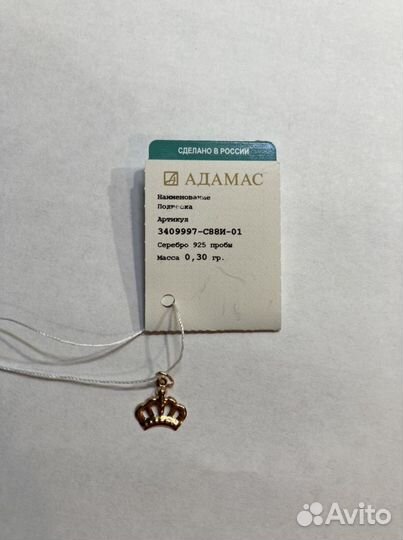 СДЕЛАНО В РОССИИ
АДАМАС
Наименование
Подвеска
Артикул
3409997-С88И-01
Серебро 925 пробы
Масса 0,30 гр.
Avito